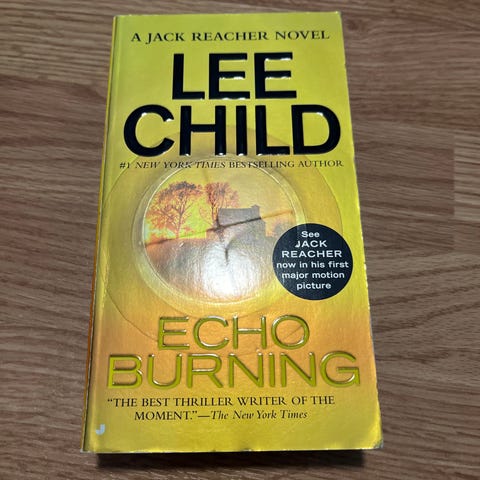 A JACK REACHER NOVEL
LEE
CHILD
#1 NEW YORK TIMES BESTSELLING AUTHOR
See
JACK
REACHER
now in his first
major motion
picture
ECHO
BURNING
“THE BEST THRILLER WRITER OF THE
MOMENT.”—The New York Times
J